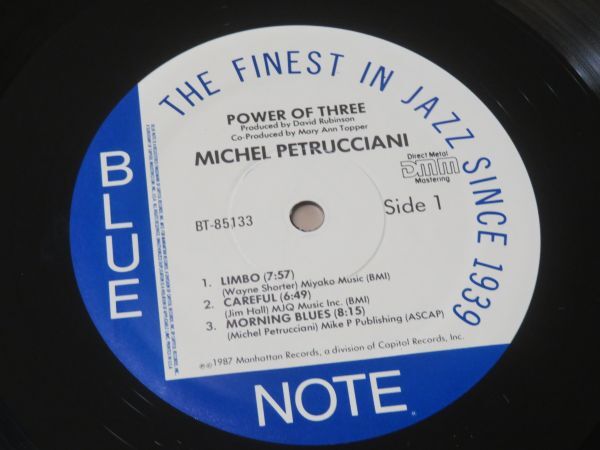 THE FINEST IN JAZZ SINCE 1939
POWER OF THREE
Produced by David Rubinson
Co-Produced by Mary Ann Topper
MICHEL PETRUCCIANI
Direct Metal
DMM
Mastering
BT-85133
Side 1
1. LIMBO (7:57)
(Wayne Shorter) Miyako Music (BMI)
2. CAREFUL (6:49)
(Jim Hall) MJQ Music Inc. (BMI)
3. MORNING BLUES (8:15)
(Michel Petrucciani) Mike P Publishing (ASCAP)
℗©1987 Manhattan Records, a division of Capitol Records, Inc.
BLUE
NOTE